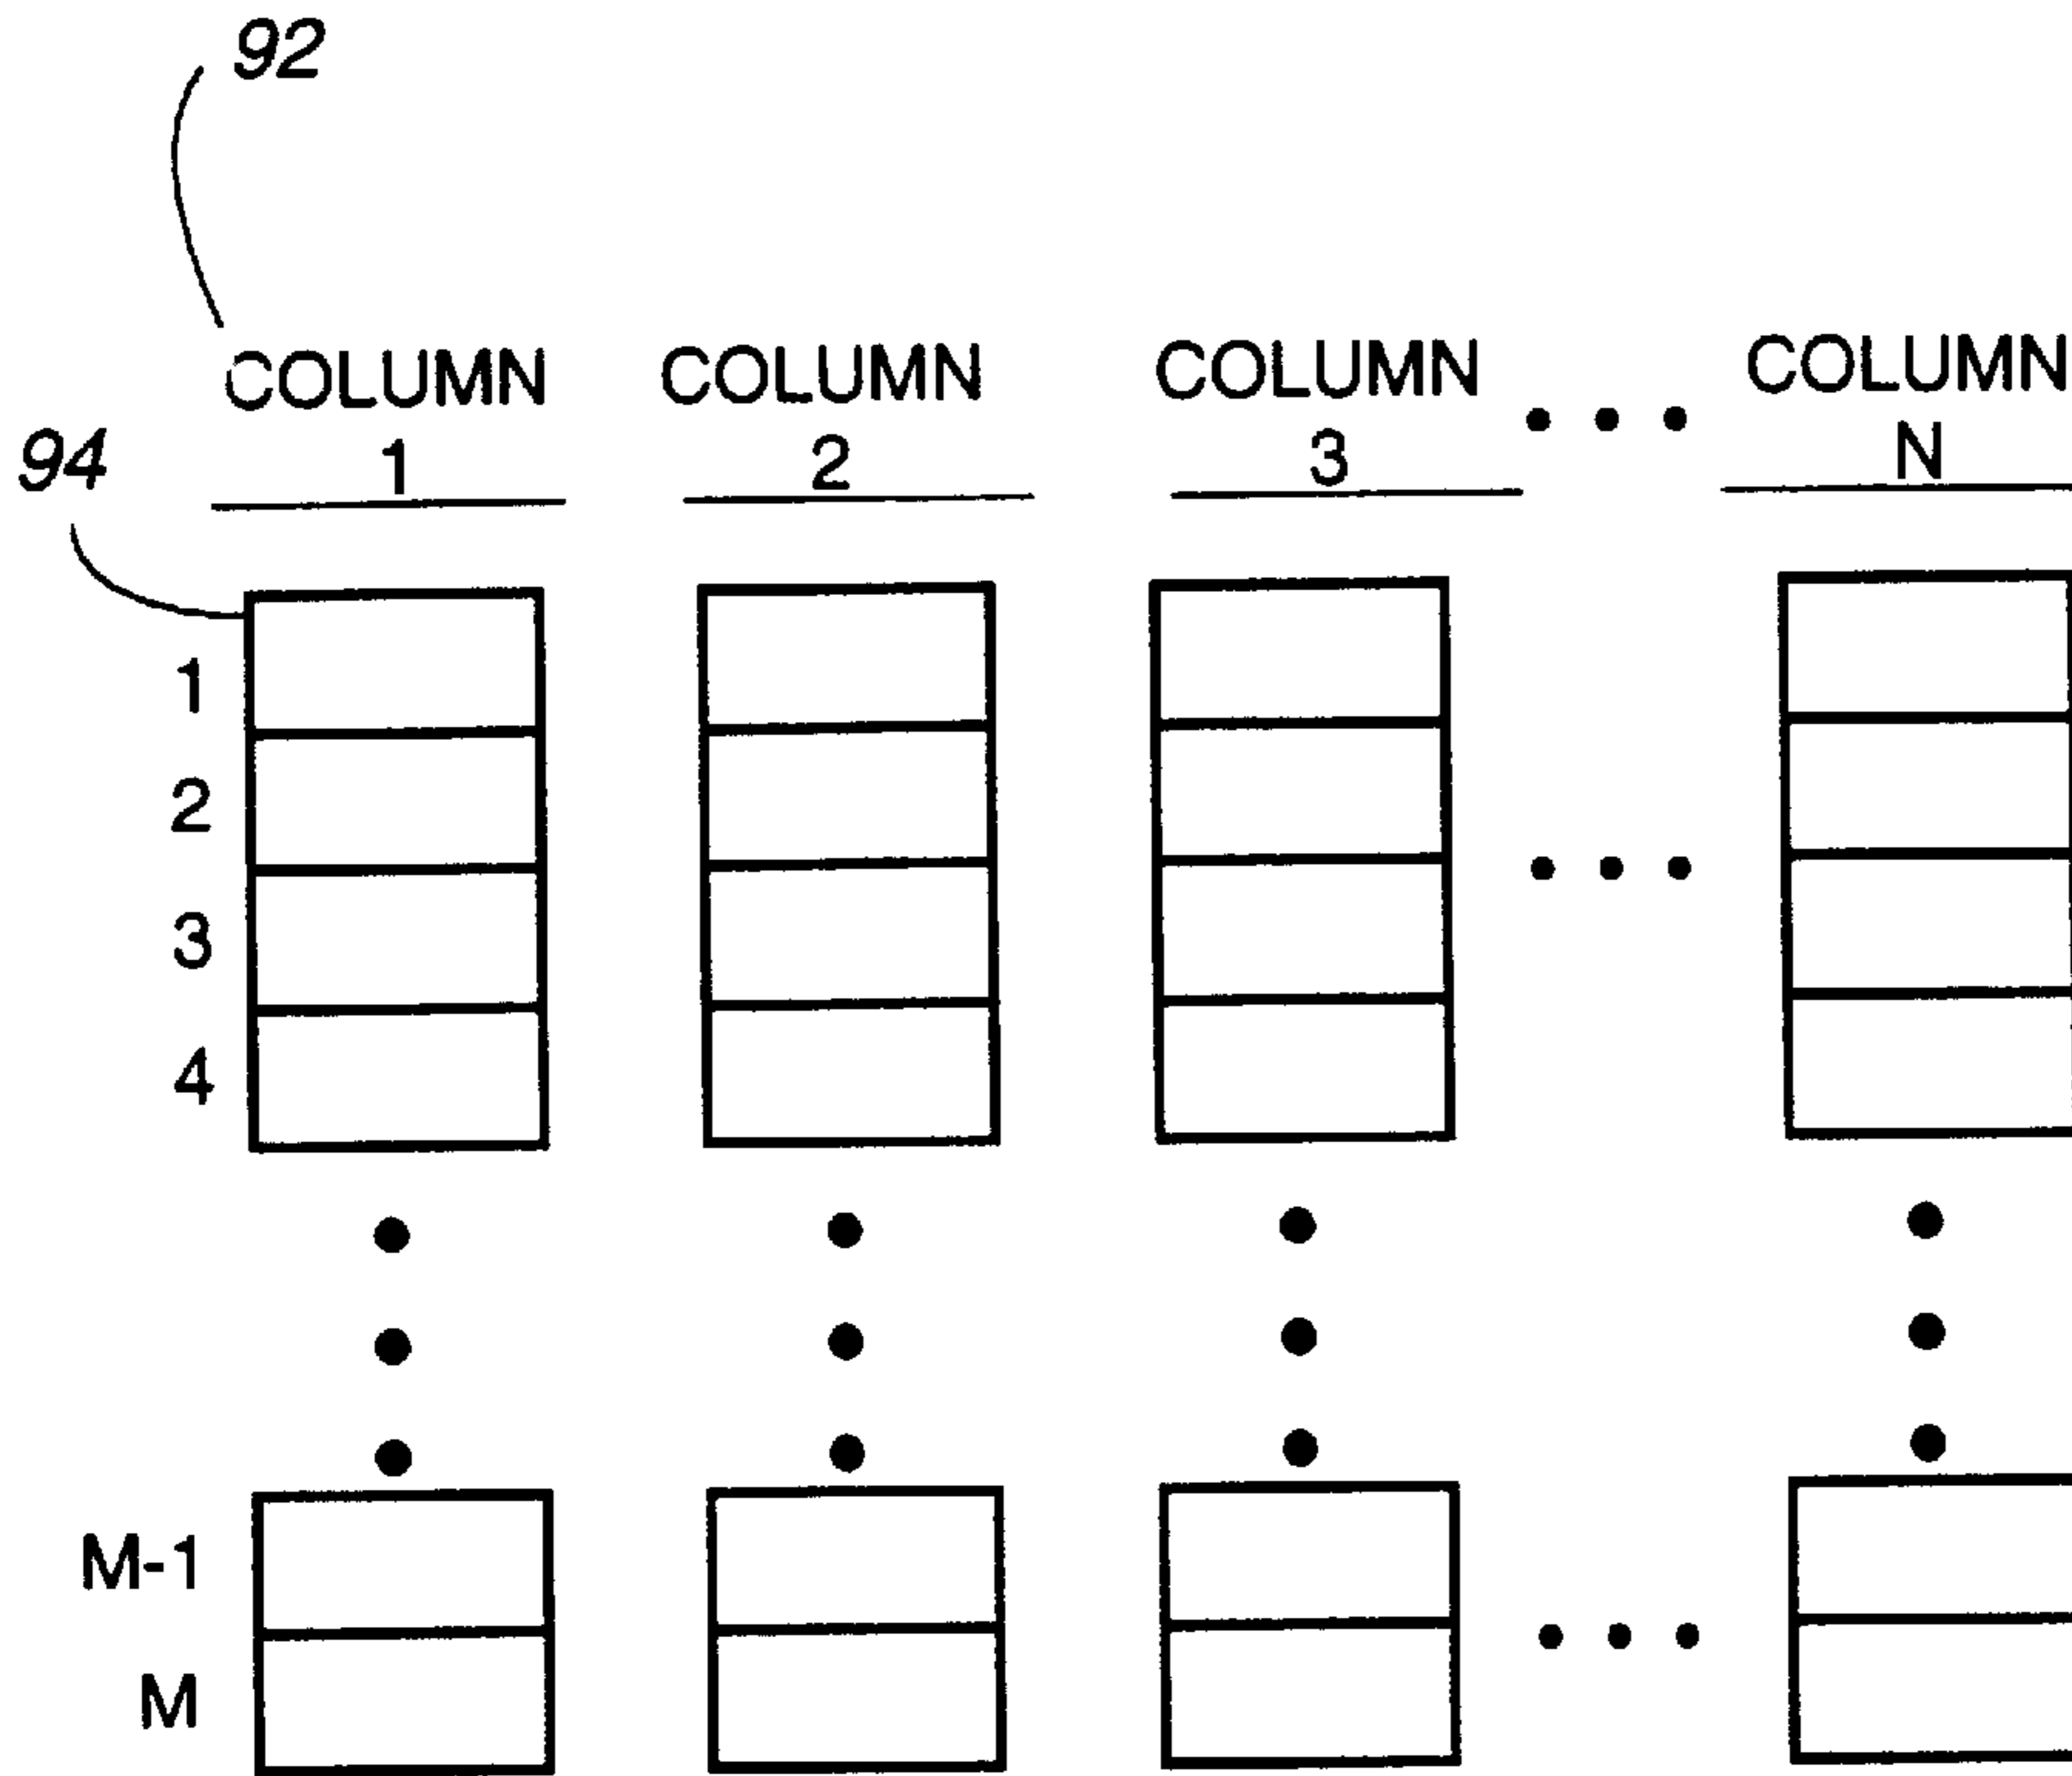 92
COLUMN COLUMN COLUMN COLUMN
94 1 2 3 • • • N
1
2
3 • • •
4
M-1
M • • •